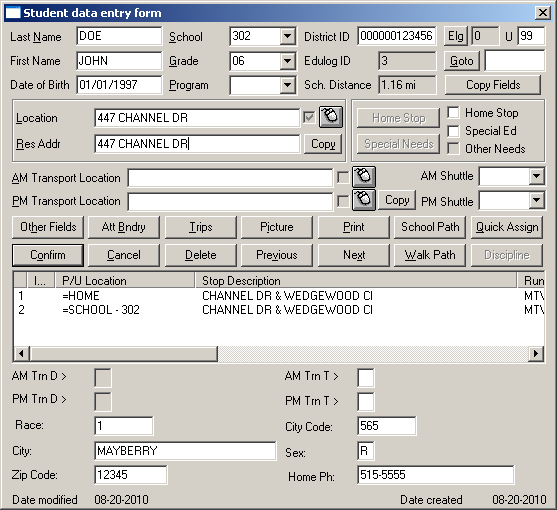 Student data entry form
Last Name DOE School 302 District ID 000000123456 Elg 0 U 99
First Name JOHN Grade 06 Edulog ID 3 Goto
Date of Birth 01/01/1997 Program Sch. Distance 1.16 mi Copy Fields
Location 447 CHANNEL DR Home Stop Home Stop
Special Ed
Res Addr 447 CHANNEL DR Copy Special Needs Other Needs
AM Transport Location AM Shuttle
PM Transport Location Copy PM Shuttle
Other Fields Att Bndry Trips Picture Print School Path Quick Assign
Confirm Cancel Delete Previous Next Walk Path Discipline
I... P/U Location Stop Description Run
1 =HOME CHANNEL DR & WEDGEWOOD CI MTV
2 =SCHOOL - 302 CHANNEL DR & WEDGEWOOD CI MTV
AM Trn D > AM Trn T >
PM Trn D > PM Trn T >
Race: 1 City Code: 565
City: MAYBERRY Sex: R
Zip Code: 12345 Home Ph: 515-5555
Date modified 08-20-2010 Date created 08-20-2010